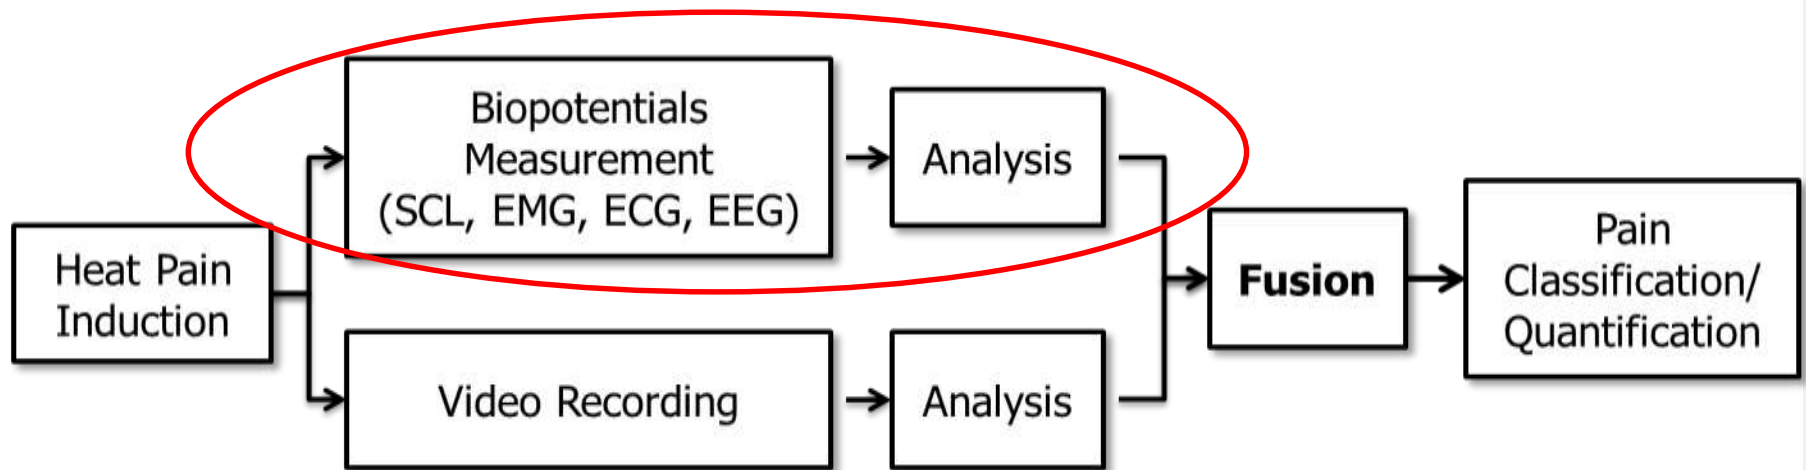 Heat Pain
Induction
Biopotentials
Measurement
(SCL, EMG, ECG, EEG)
Analysis
Video Recording
Analysis
Fusion
Pain
Classification/
Quantification